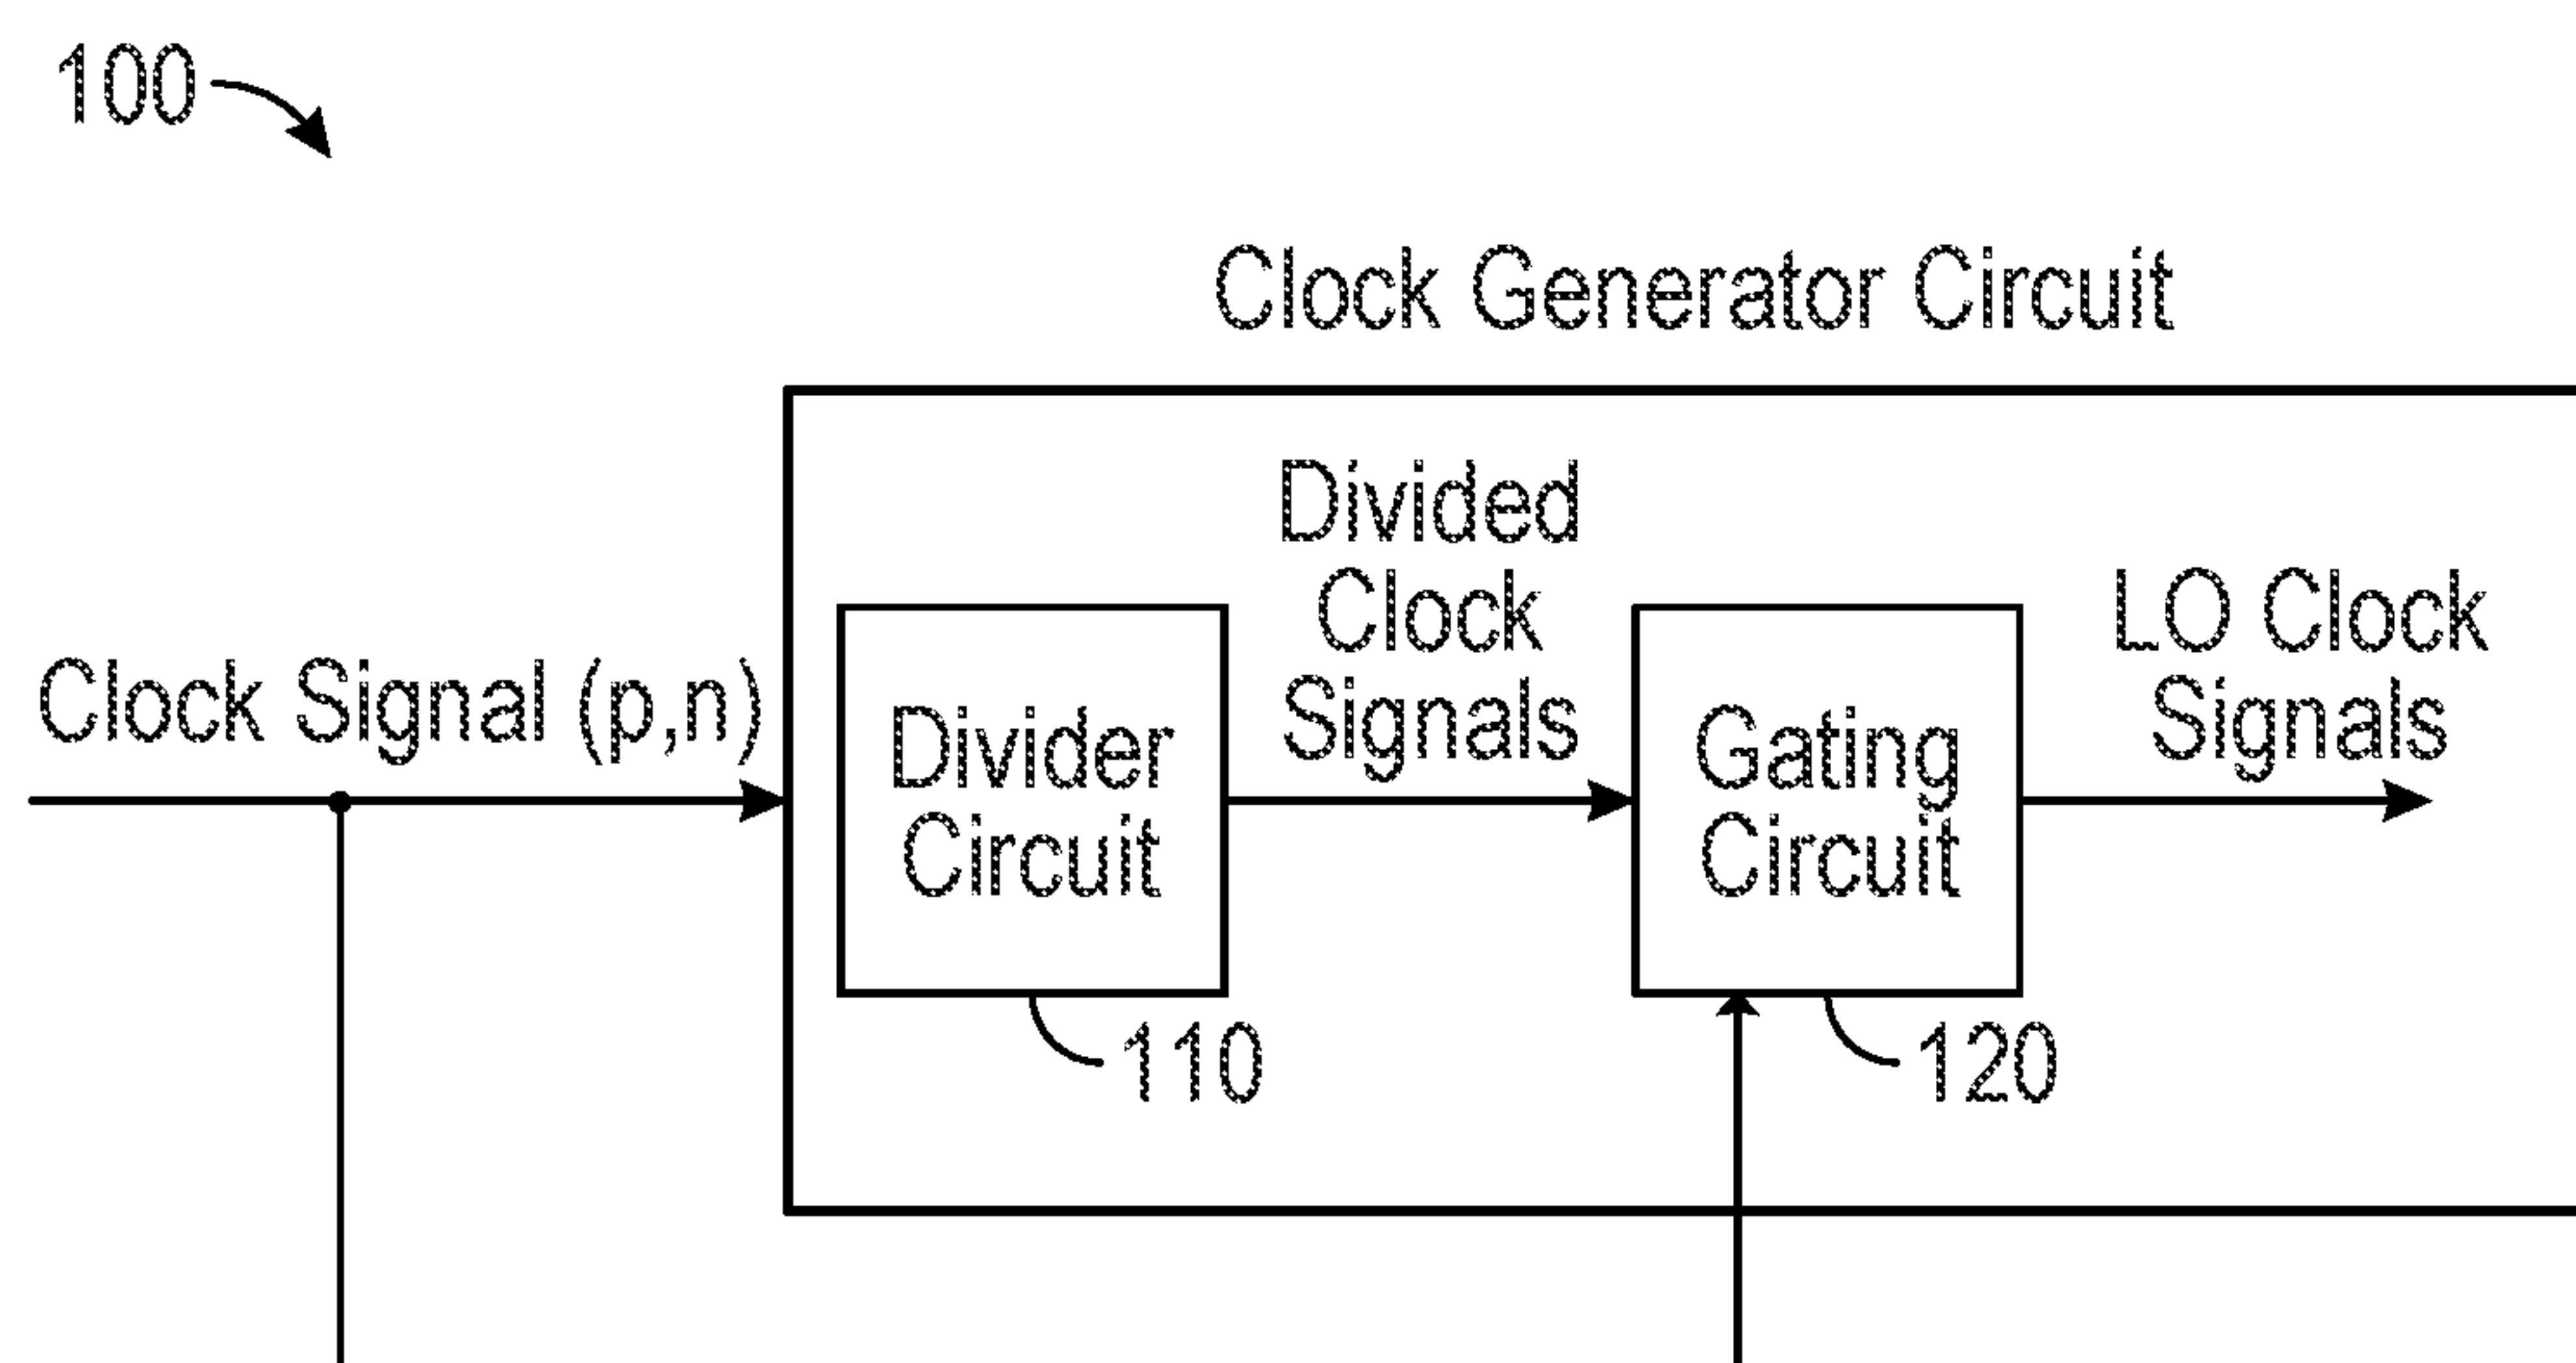 100
Clock Generator Circuit
Divided
Clock
Signals
LO Clock
Signals
Clock Signal (p,n)
Divider
Circuit
Gating
Circuit
110
120